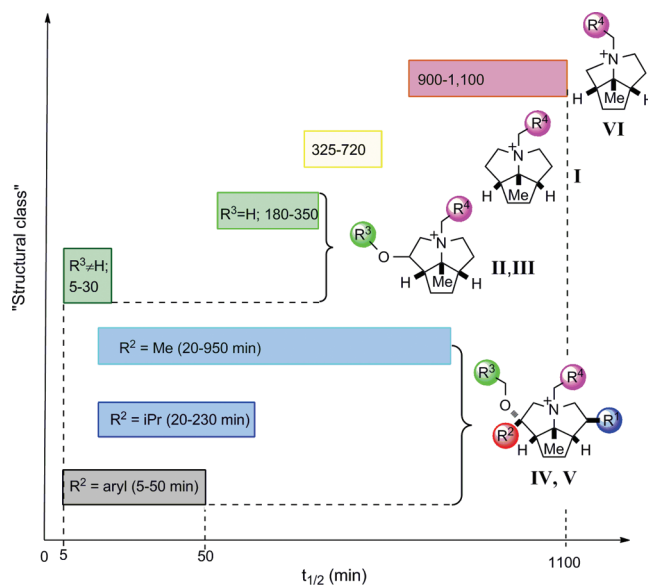 R⁴
+
N
Me
H
H
VI
900-1,100
R⁴
+
N
Me
H
H
I
325-720
R³=H; 180-350
R⁴
+
N
R³
O
Me
H
H
II,III
R³≠H;
5-30
"Structural class"
R² = Me (20-950 min)
R³
R⁴
O
+
N
R¹
R²
Me
H
H
IV, V
R² = iPr (20-230 min)
R² = aryl (5-50 min)
0
5
50
1100
t₁/₂ (min)